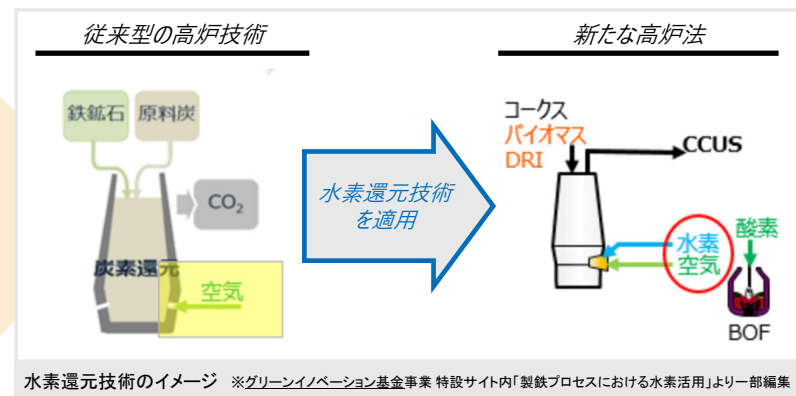 従来型の高炉技術
新たな高炉法
鉄鉱石
原料炭
CO₂
炭素還元
空気
水素還元技術
を適用
コークス
バイオマス
DRI
CCUS
水素
空気
酸素
BOF
水素還元技術のイメージ ※グリーンイノベーション基金事業 特設サイト内「製鉄プロセスにおける水素活用」より一部編集